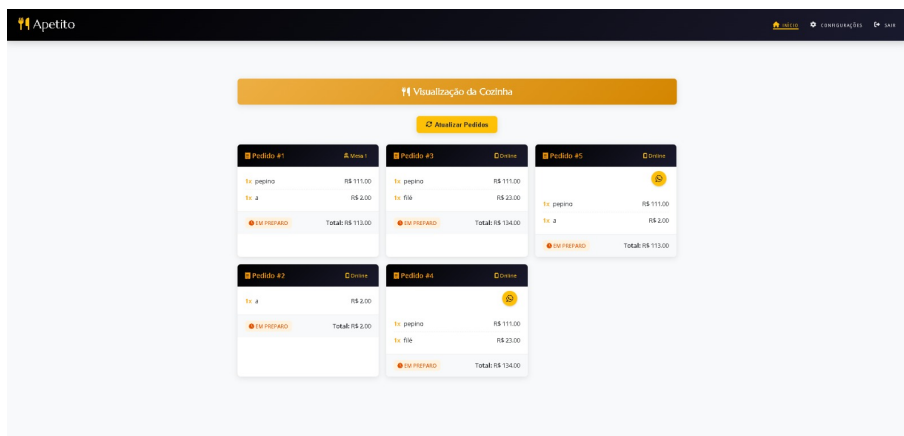 Apetito
INÍCIO CONFIGURAÇÕES SAIR
Visualização da Cozinha
Atualizar Pedidos
Pedido #1 Mesa 1
1x pepino R$ 111.00
1x a R$ 2.00
EM PREPARO Total: R$ 113.00
Pedido #3 Online
1x pepino R$ 111.00
1x filé R$ 23.00
EM PREPARO Total: R$ 134.00
Pedido #5 Online
1x pepino R$ 111.00
1x a R$ 2.00
EM PREPARO Total: R$ 113.00
Pedido #2 Online
1x a R$ 2.00
EM PREPARO Total: R$ 2.00
Pedido #4 Online
1x pepino R$ 111.00
1x filé R$ 23.00
EM PREPARO Total: R$ 134.00